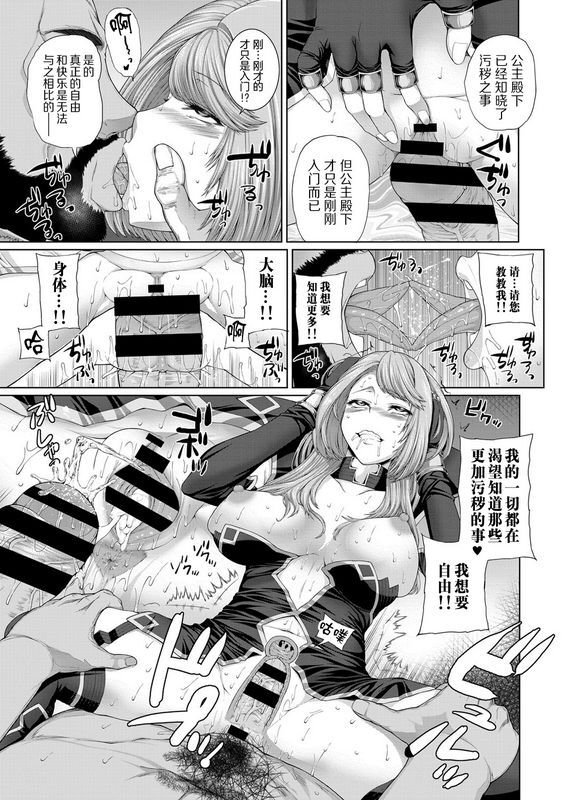 公主殿下
已经知晓了
污秽之事
但公主殿下
才只是刚刚
入门而已
刚…刚才的
才只是入门!?
啊♥
是的
真正的自由
和快乐是无法
与之相比的──
ぢゅる
请…请您
教教我!!
我想要
知道更多!!
大脑…!!
啊
身体…!!
哈
我的一切都在
渴望知道那些
更加污秽的事♥
我想要
自由!!
咕噗